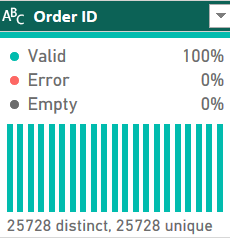 ABC Order ID
Valid 100%
Error 0%
Empty 0%
25728 distinct, 25728 unique